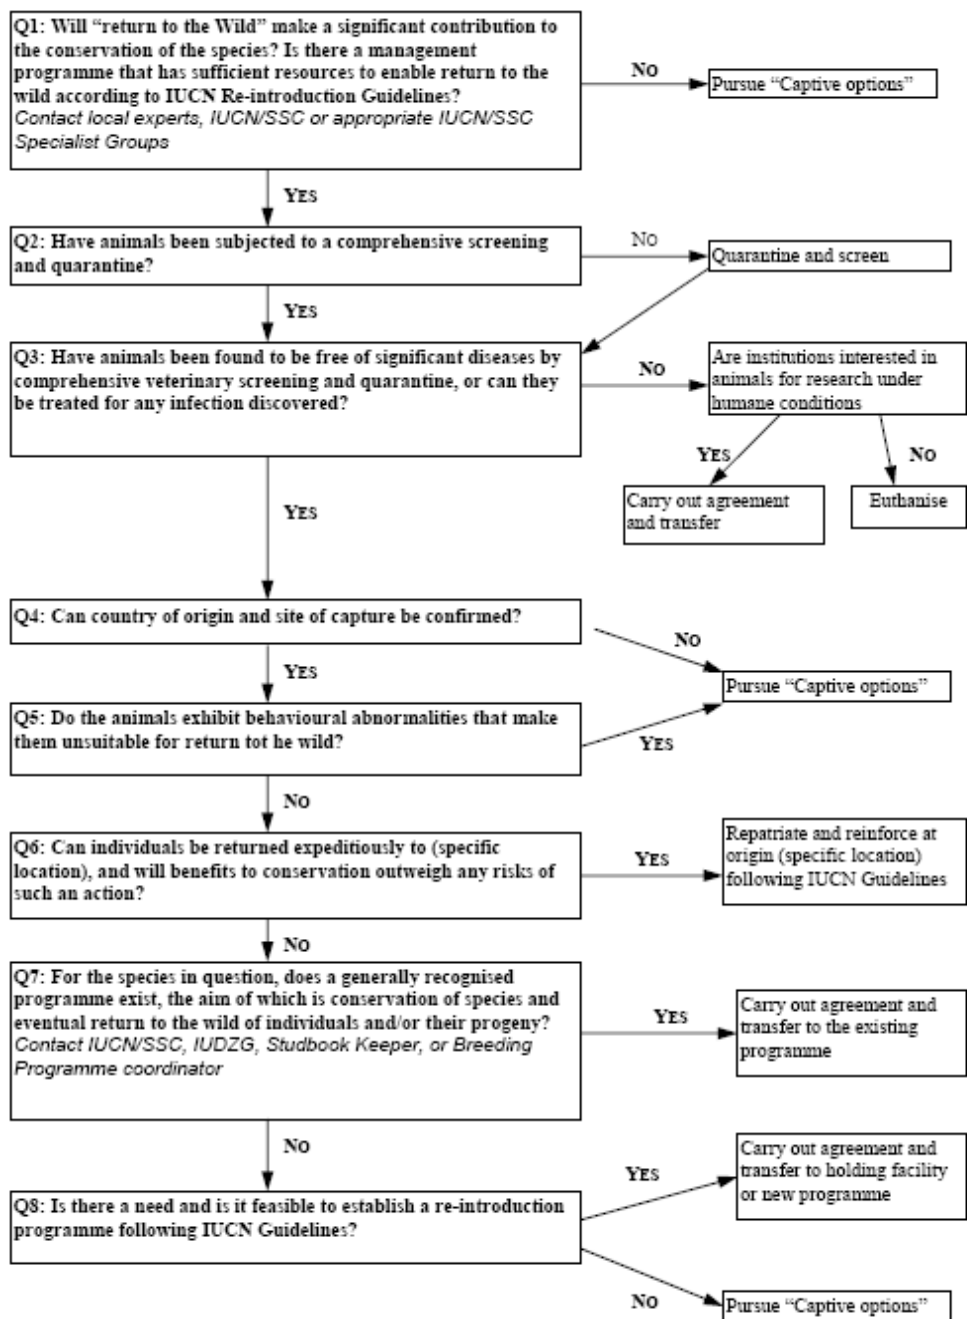 Q1: Will “return to the Wild” make a significant contribution to
the conservation of the species? Is there a management
programme that has sufficient resources to enable return to the
wild according to IUCN Re-introduction Guidelines?
Contact local experts, IUCN/SSC or appropriate IUCN/SSC
Specialist Groups
NO
Pursue “Captive options”
YES
Q2: Have animals been subjected to a comprehensive screening
and quarantine?
NO
Quarantine and screen
YES
Q3: Have animals been found to be free of significant diseases by
comprehensive veterinary screening and quarantine, or can they
be treated for any infection discovered?
NO
Are institutions interested in
animals for research under
humane conditions
YES
NO
Carry out agreement
and transfer
Euthanise
YES
Q4: Can country of origin and site of capture be confirmed?
NO
Pursue “Captive options”
YES
Q5: Do the animals exhibit behavioural abnormalities that make
them unsuitable for return tot he wild?
YES
NO
Q6: Can individuals be returned expeditiously to (specific
location), and will benefits to conservation outweigh any risks of
such an action?
YES
Repatriate and reinforce at
origin (specific location)
following IUCN Guidelines
NO
Q7: For the species in question, does a generally recognised
programme exist, the aim of which is conservation of species and
eventual return to the wild of individuals and/or their progeny?
Contact IUCN/SSC, IUDZG, Studbook Keeper, or Breeding
Programme coordinator
YES
Carry out agreement and
transfer to the existing
programme
NO
Q8: Is there a need and is it feasible to establish a re-introduction
programme following IUCN Guidelines?
YES
Carry out agreement and
transfer to holding facility
or new programme
NO
Pursue “Captive options”